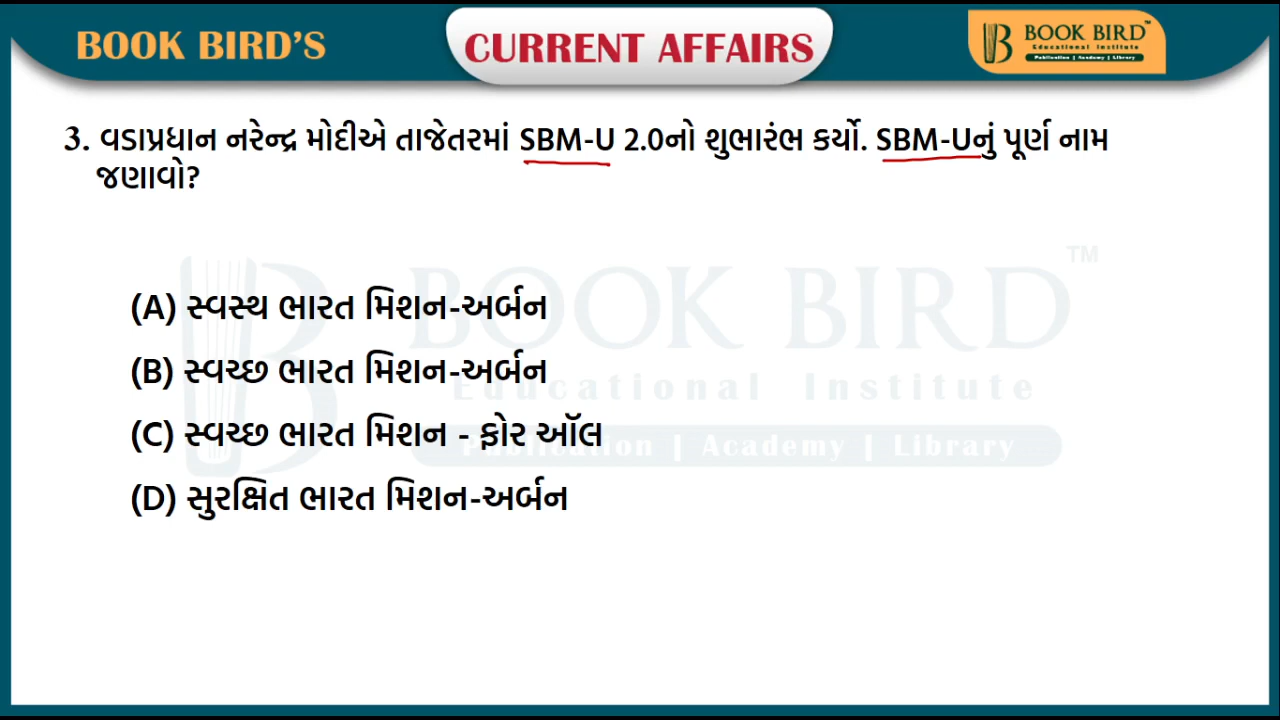 BOOK BIRD'S
CURRENT AFFAIRS
BOOK BIRD™
Educational Institute
Publication | Academy | Library
3. વડાપ્રધાન નરેન્દ્ર મોદીએ તાજેતરમાં SBM-U 2.0નો શુભારંભ કર્યો. SBM-Uનું પૂર્ણ નામ
જણાવો?
(A) સ્વસ્થ ભારત મિશન-અર્બન
(B) સ્વચ્છ ભારત મિશન-અર્બન
(C) સ્વચ્છ ભારત મિશન - ફોર ઑલ
(D) સુરક્ષિત ભારત મિશન-અર્બન
BOOK BIRD™
Educational Institute
Publication | Academy | Library